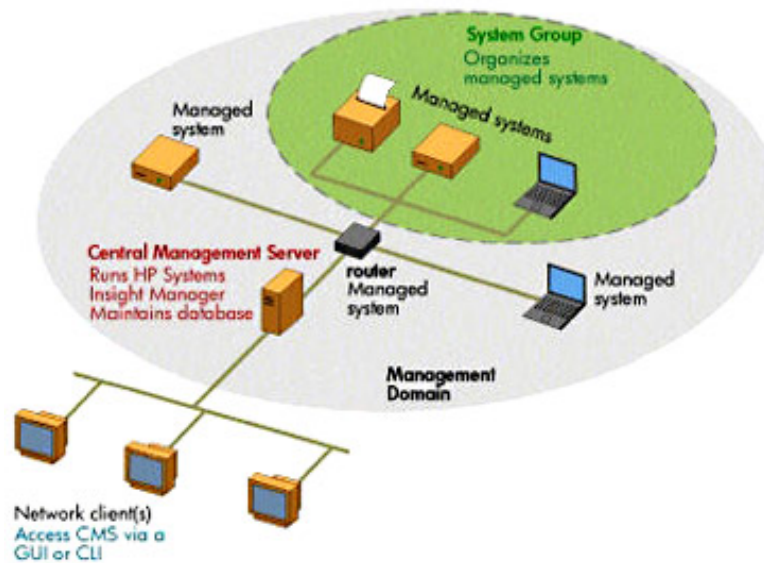 System Group
Organizes
managed systems
Managed
system
Managed systems
Central Management Server
Runs HP Systems
Insight Manager
Maintains database
router
Managed
system
Managed
system
Management
Domain
Network client(s)
Access CMS via a
GUI or CLI